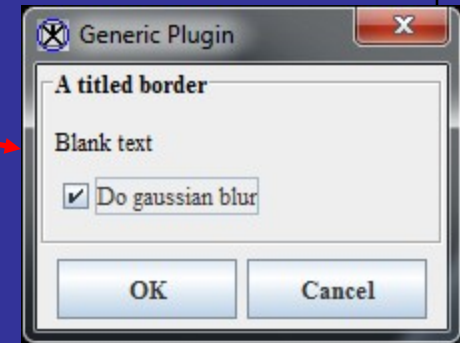 Generic Plugin
A titled border
Blank text
Do gaussian blur
OK
Cancel